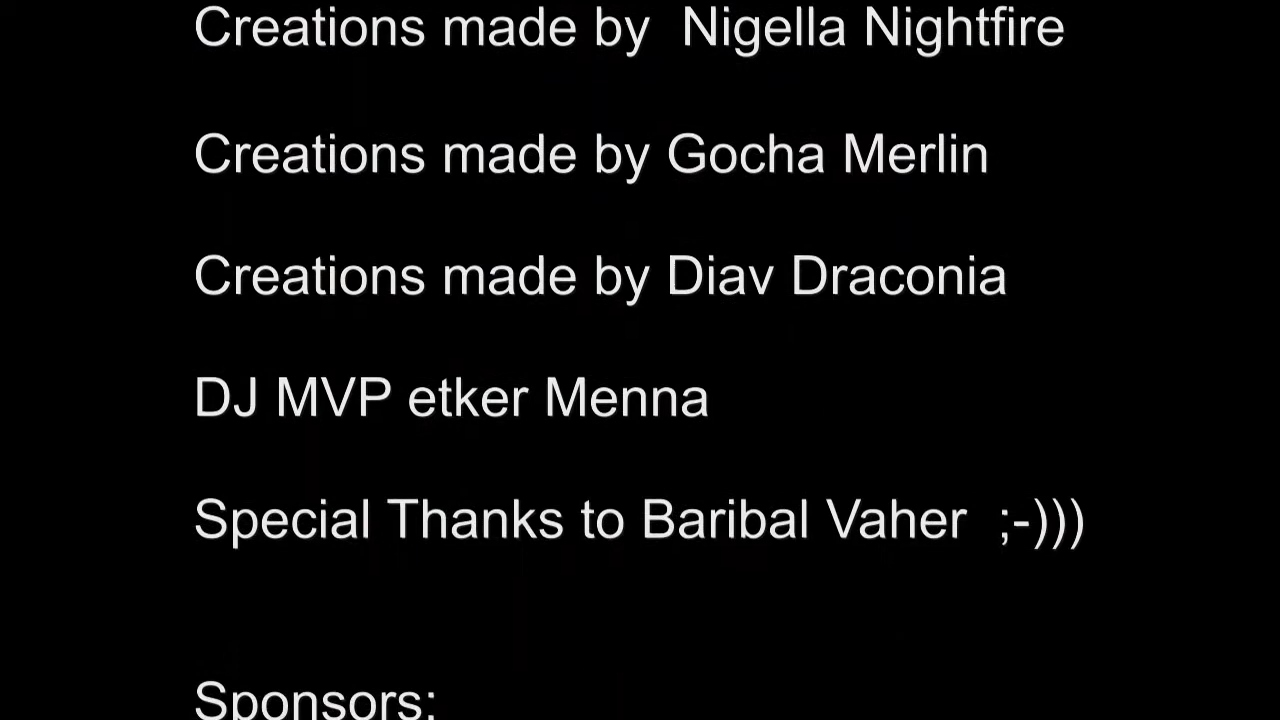 Creations made by  Nigella Nightfire
Creations made by Gocha Merlin
Creations made by Diav Draconia
DJ MVP etker Menna
Special Thanks to Baribal Vaher  ;-)))
Sponsors: